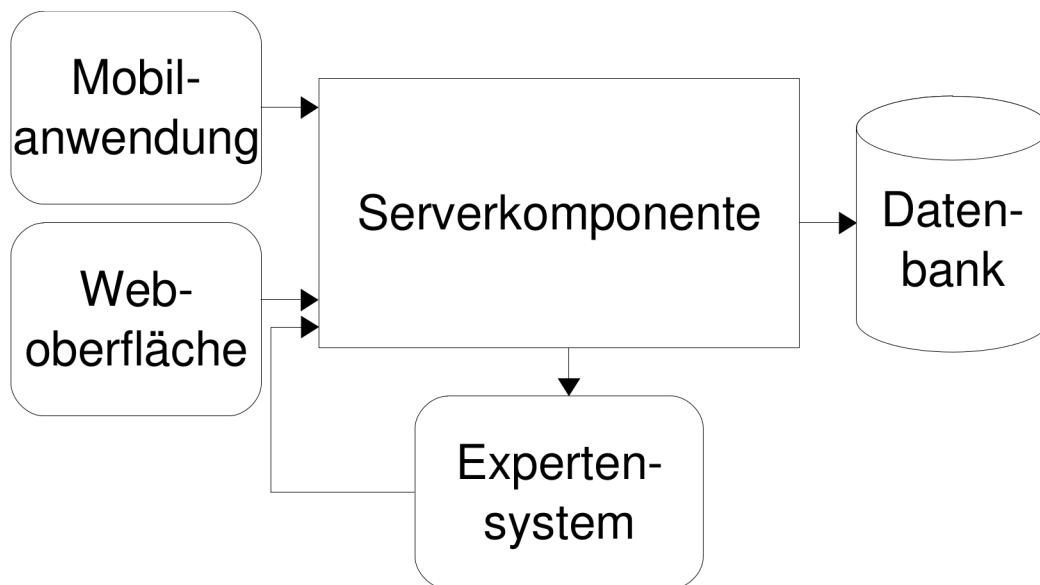 Mobil-
anwendung
Serverkomponente
Daten-
bank
Web-
oberfläche
Experten-
system